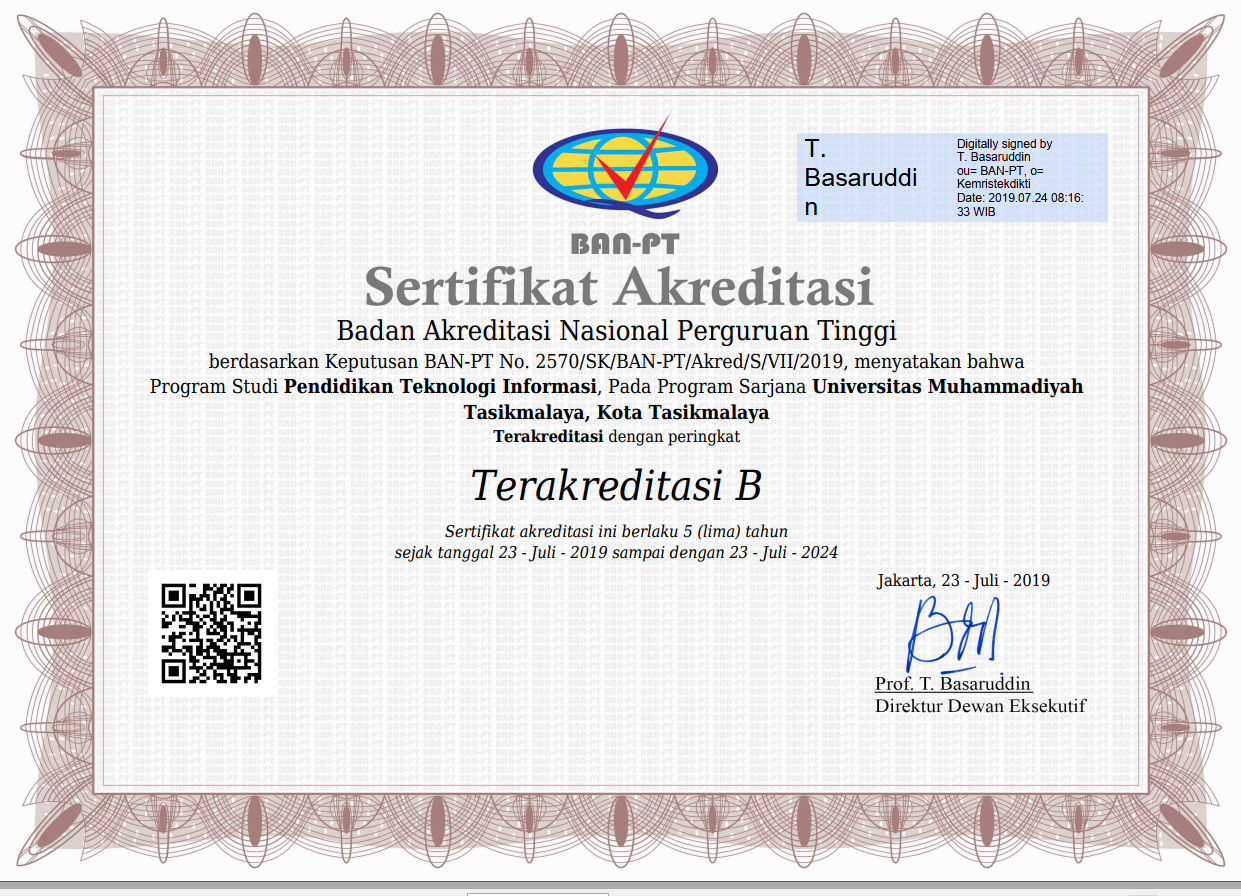 T.
Basaruddi
n
Digitally signed by
T. Basaruddin
ou= BAN-PT, o=
Kemristekdikti
Date: 2019.07.24 08:16:
33 WIB
BAN-PT
Sertifikat Akreditasi
Badan Akreditasi Nasional Perguruan Tinggi
berdasarkan Keputusan BAN-PT No. 2570/SK/BAN-PT/Akred/S/VII/2019, menyatakan bahwa
Program Studi Pendidikan Teknologi Informasi, Pada Program Sarjana Universitas Muhammadiyah
Tasikmalaya, Kota Tasikmalaya
Terakreditasi dengan peringkat
Terakreditasi B
Sertifikat akreditasi ini berlaku 5 (lima) tahun
sejak tanggal 23 - Juli - 2019 sampai dengan 23 - Juli - 2024
Jakarta, 23 - Juli - 2019
Prof. T. Basaruddin
Direktur Dewan Eksekutif